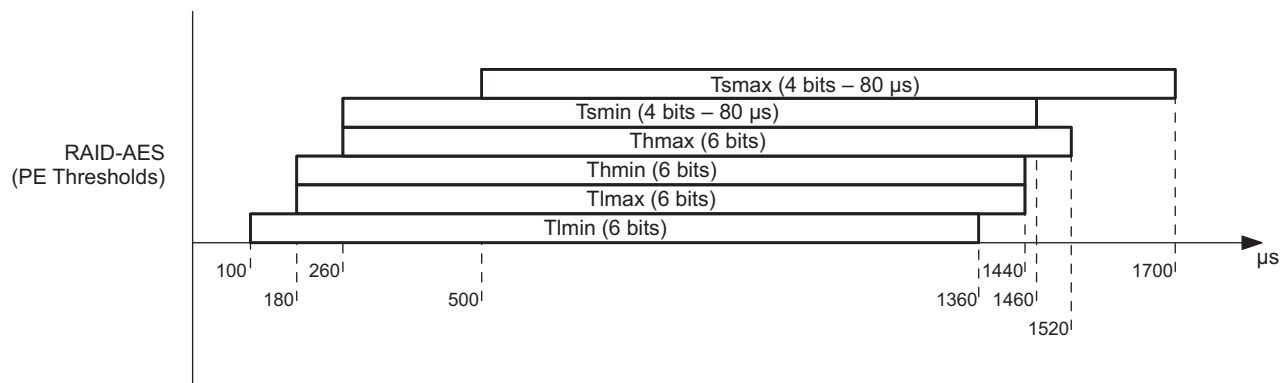 Tsmax (4 bits – 80 µs)
Tsmin (4 bits – 80 µs)
Thmax (6 bits)
RAID-AES
(PE Thresholds)
Thmin (6 bits)
Tlmax (6 bits)
Tlmin (6 bits)
µs
100
260
1440
1700
180
500
1360
1460
1520